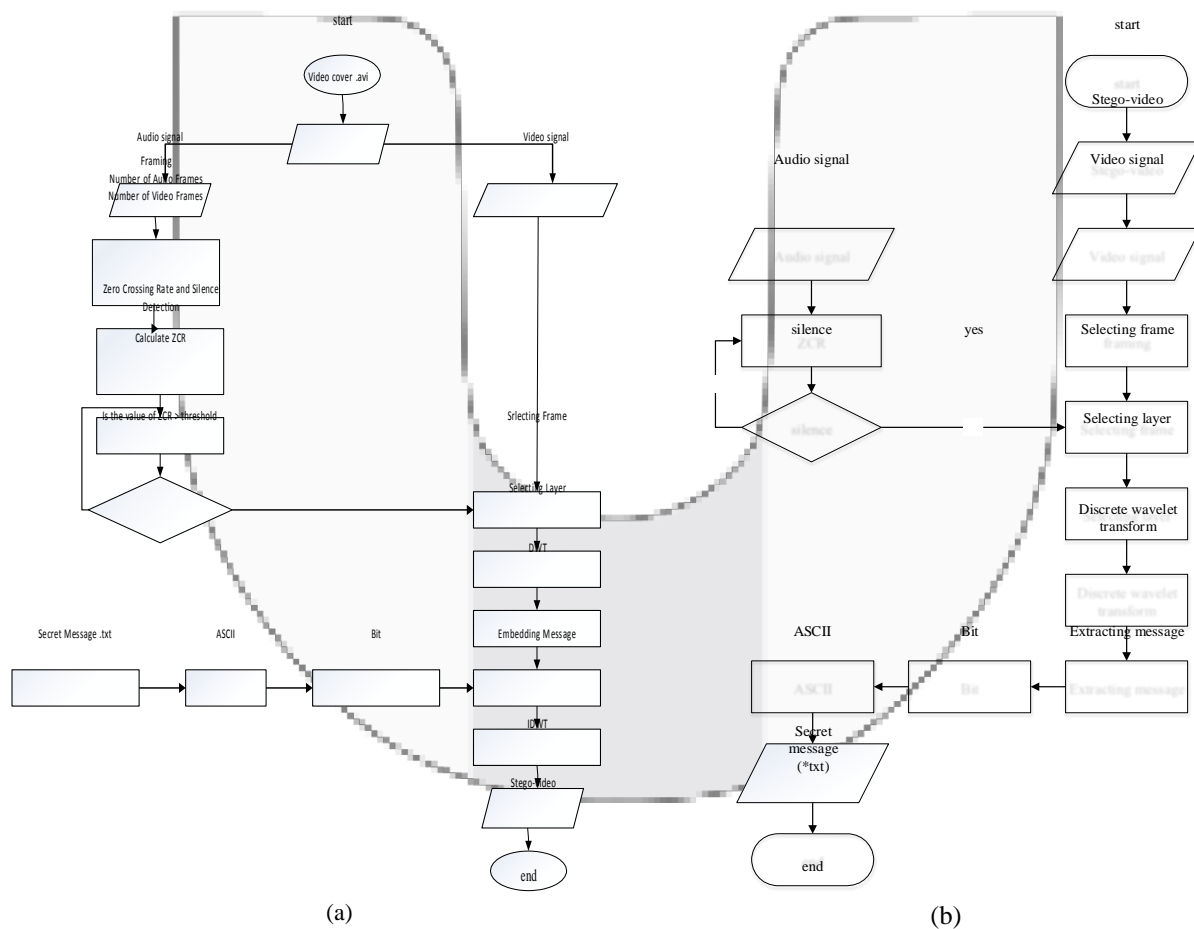 start
Video cover .avi
Audio signal
Video signal
Framing
Number of Audio Frames
Number of Video Frames
Zero Crossing Rate and Silence
Detection
Calculate ZCR
Is the value of ZCR > threshold
Srlecting Frame
Selecting Layer
DWT
Secret Message .txt
ASCII
Bit
Embedding Message
IDWT
Stego-video
end
(a)
start
start
Stego-video
Video signal
Stego-video
Audio signal
Audio signal
Video signal
silence
ZCR
yes
Selecting frame
framing
silence
Selecting layer
Selecting frame
Discrete wavelet
transform
Selecting layer
Discrete wavelet
transform
ASCII
Bit
Extracting message
ASCII
Bit
Extracting message
Secret
message
(*txt)
end
(b)